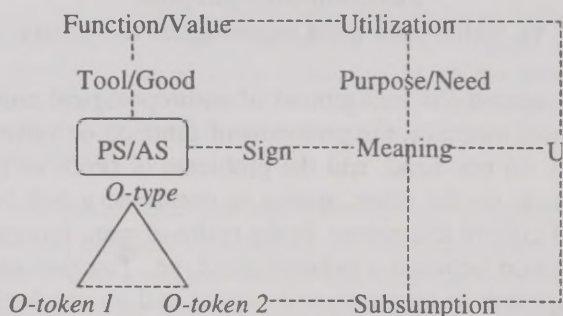 Function/Value Utilization
Tool/Good Purpose/Need
PS/AS Sign Meaning U
O-type
O-token 1 O-token 2 Subsumption